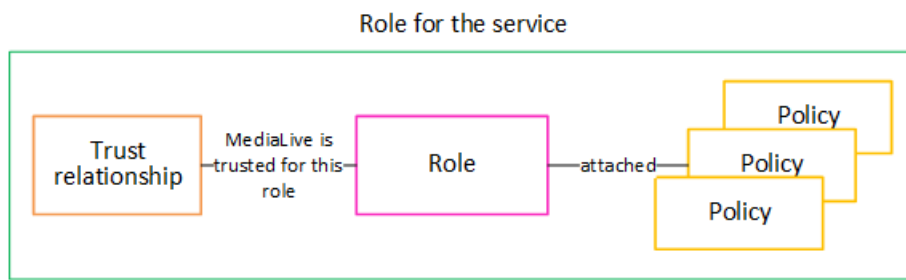 Role for the service
Trust
relationship
MediaLive is
trusted for this
role
Role
attached
Policy
Policy
Policy